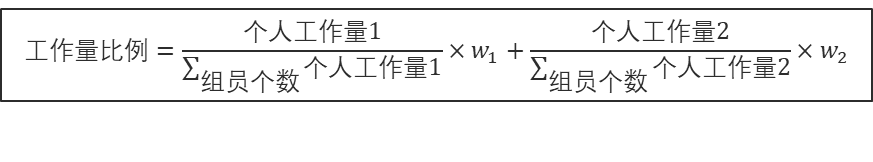 工作量比例 = 个人工作量1 / ∑组员个数 个人工作量1 × w₁ + 个人工作量2 / ∑组员个数 个人工作量2 × w₂